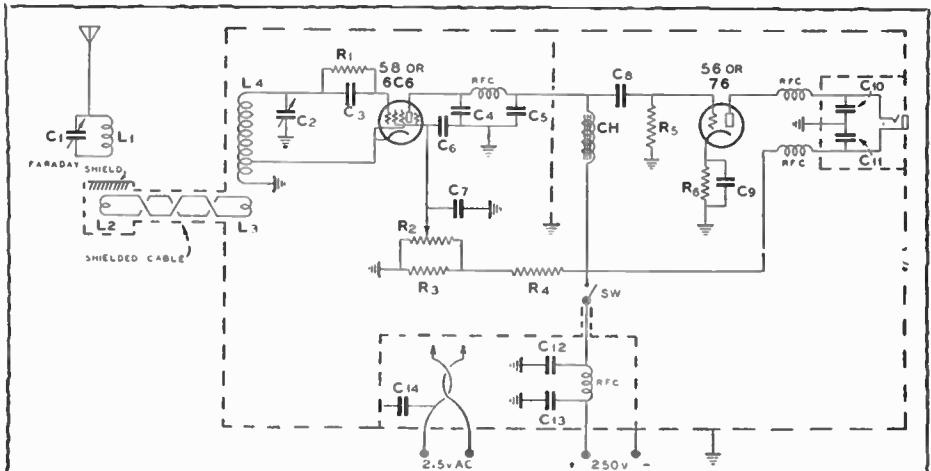 R1
58 OR
6C6
56 OR
76
L4
RFC
C8
RFC
C10
C1
L1
C2
C3
C4
C5
C6
CH
R5
C11
FARADAY
SHIELD
RFC
R6
C9
C7
L2
L3
R2
SHIELDED CABLE
R3
R4
SW
C12
RFC
C14
C13
2.5V AC
+ 250V -